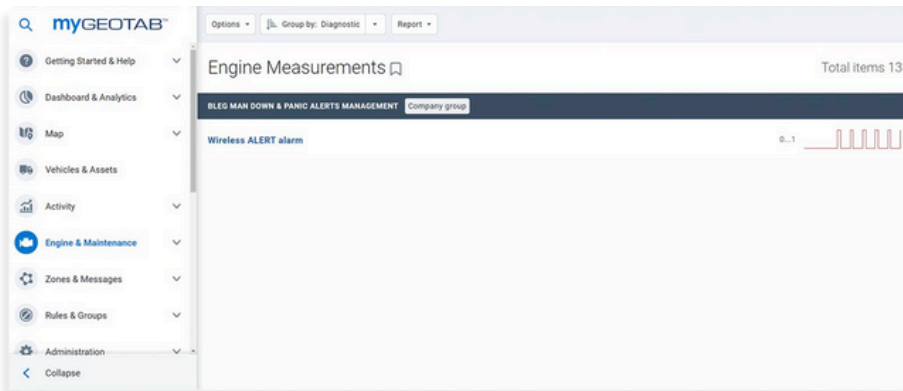 myGEOTAB™
Getting Started & Help
Dashboard & Analytics
Map
Vehicles & Assets
Activity
Engine & Maintenance
Zones & Messages
Rules & Groups
Administration
Collapse
Options
Group by: Diagnostic
Report
Engine Measurements
Total items 13
BLEG MAN DOWN & PANIC ALERTS MANAGEMENT Company group
Wireless ALERT alarm
0...1